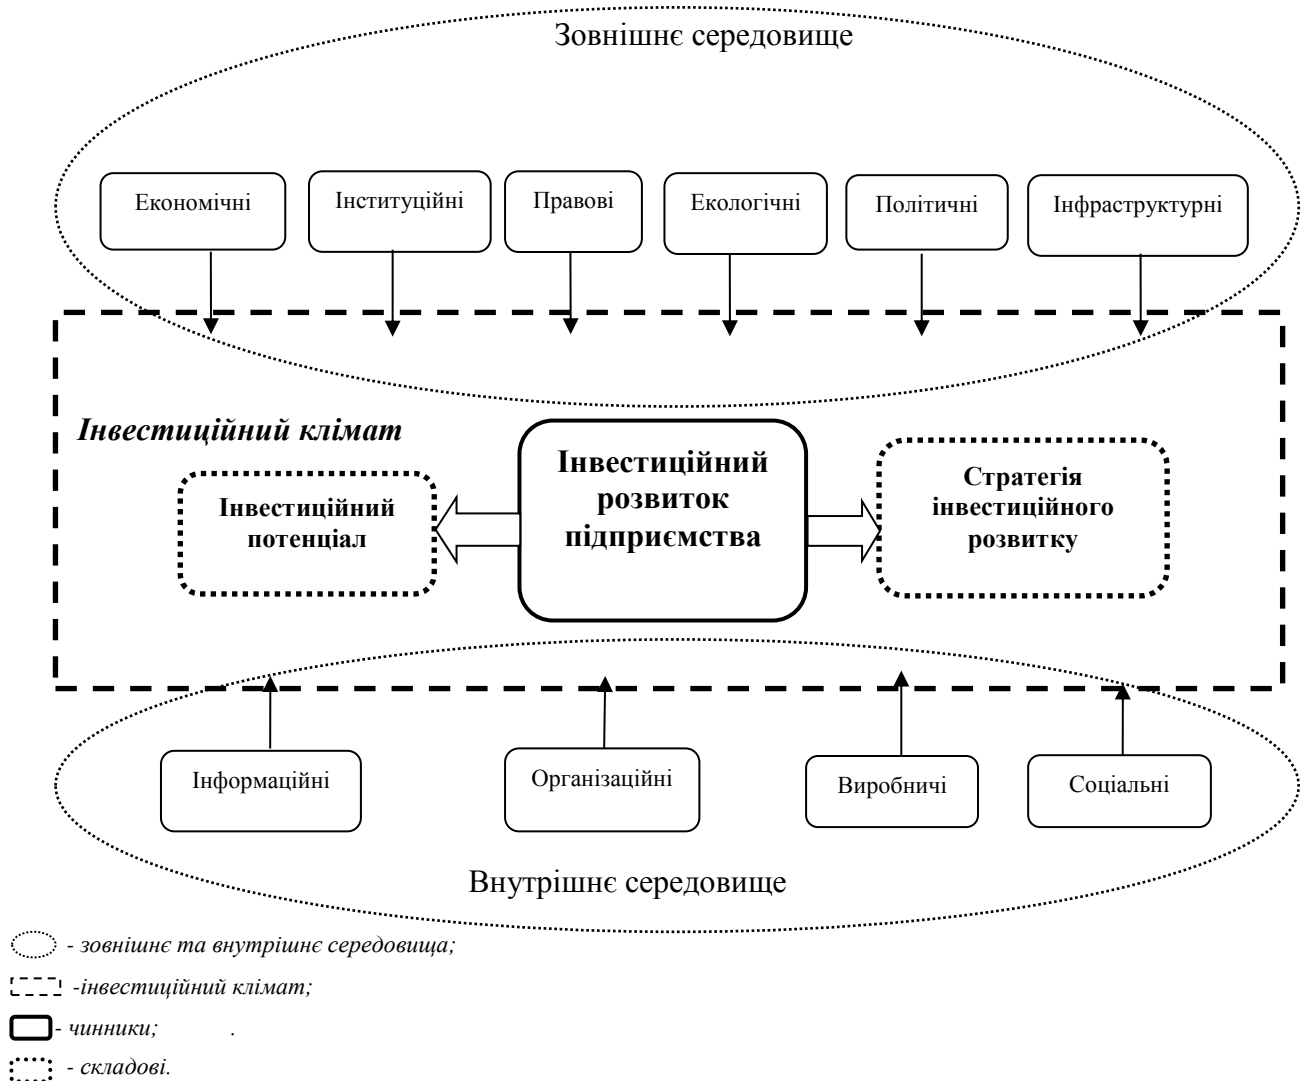 Зовнішнє середовище
Економічні
Інституційні
Правові
Екологічні
Політичні
Інфраструктурні
Інвестиційний клімат
Інвестиційний
потенціал
Інвестиційний
розвиток
підприємства
Стратегія
інвестиційного
розвитку
Інформаційні
Організаційні
Виробничі
Соціальні
Внутрішнє середовище
- зовнішнє та внутрішнє середовища;
-інвестиційний клімат;
- чинники; .
- складові.